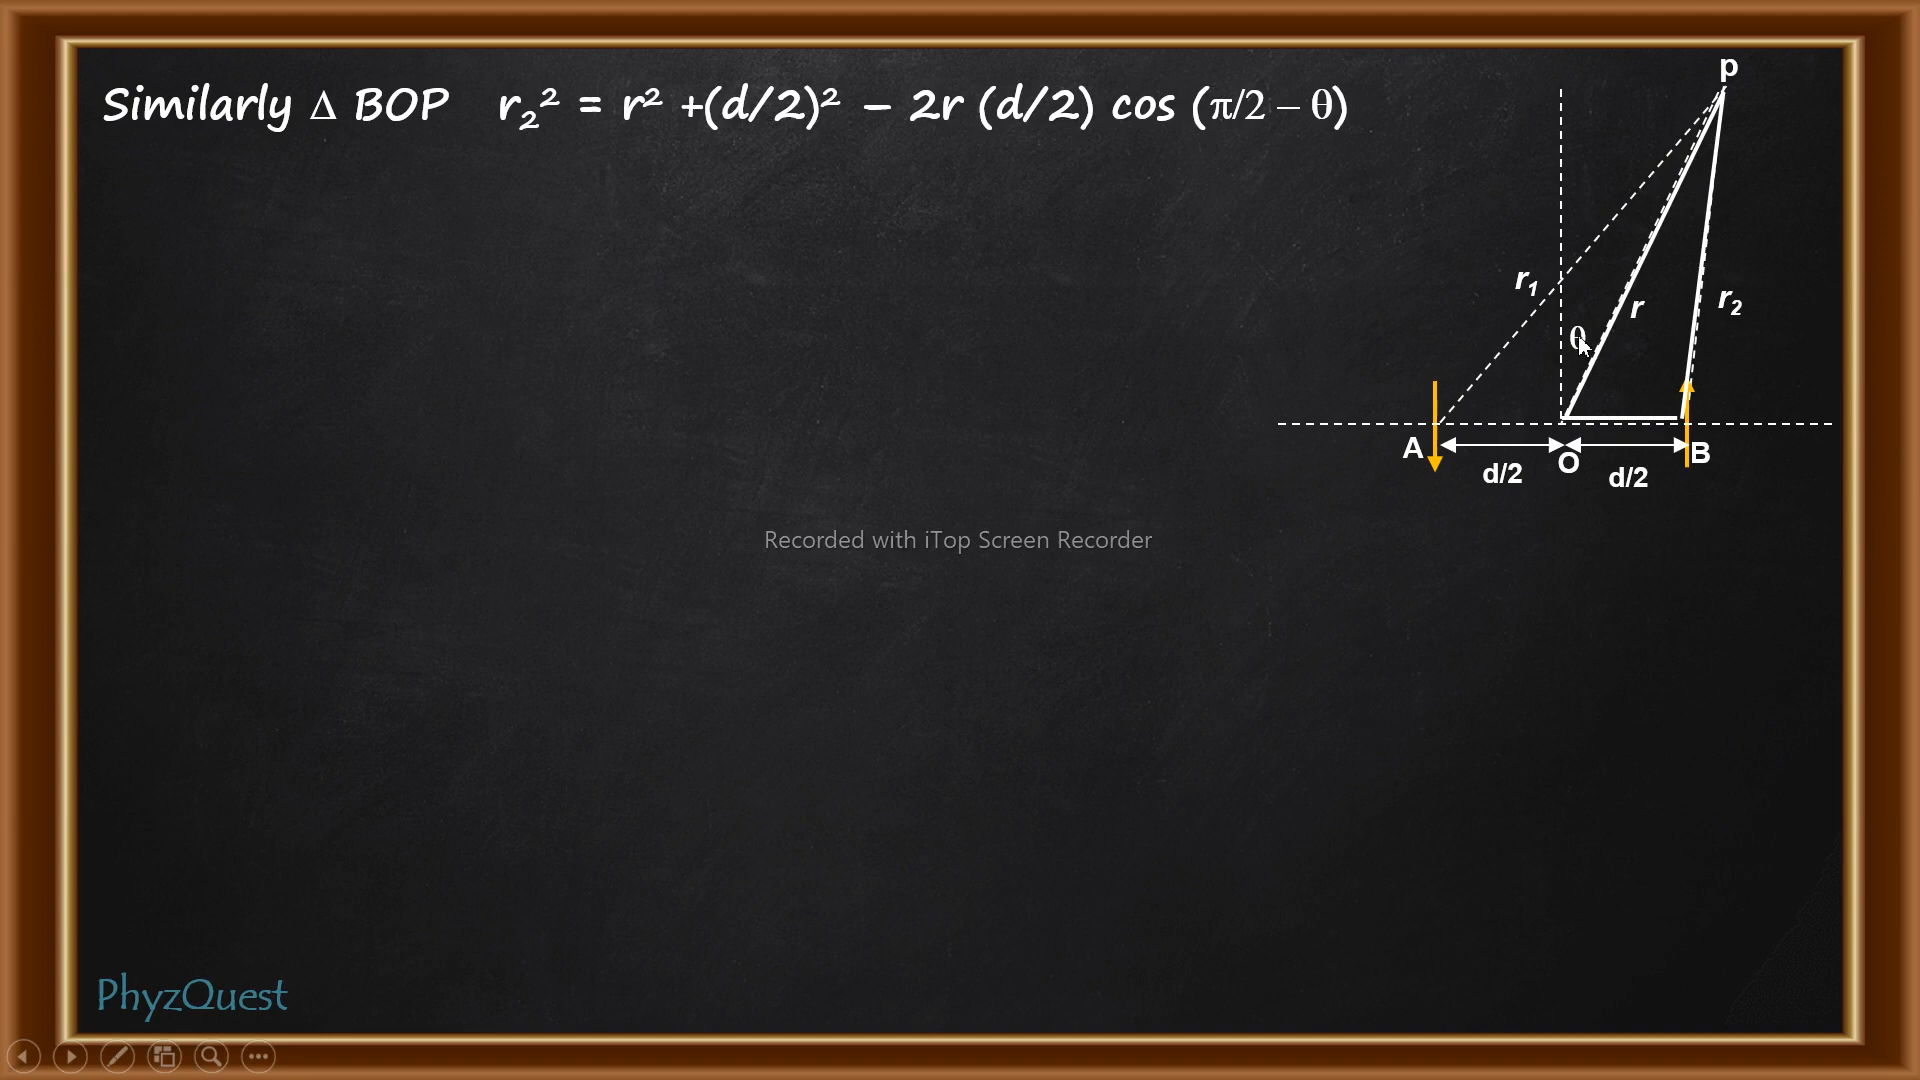 Similarly Δ BOP r₂² = r² +(d/2)² – 2r (d/2) cos (π/2 – θ)
p
r₁
r
r₂
θ
A
d/2
O
d/2
B
Recorded with iTop Screen Recorder
PhyzQuest